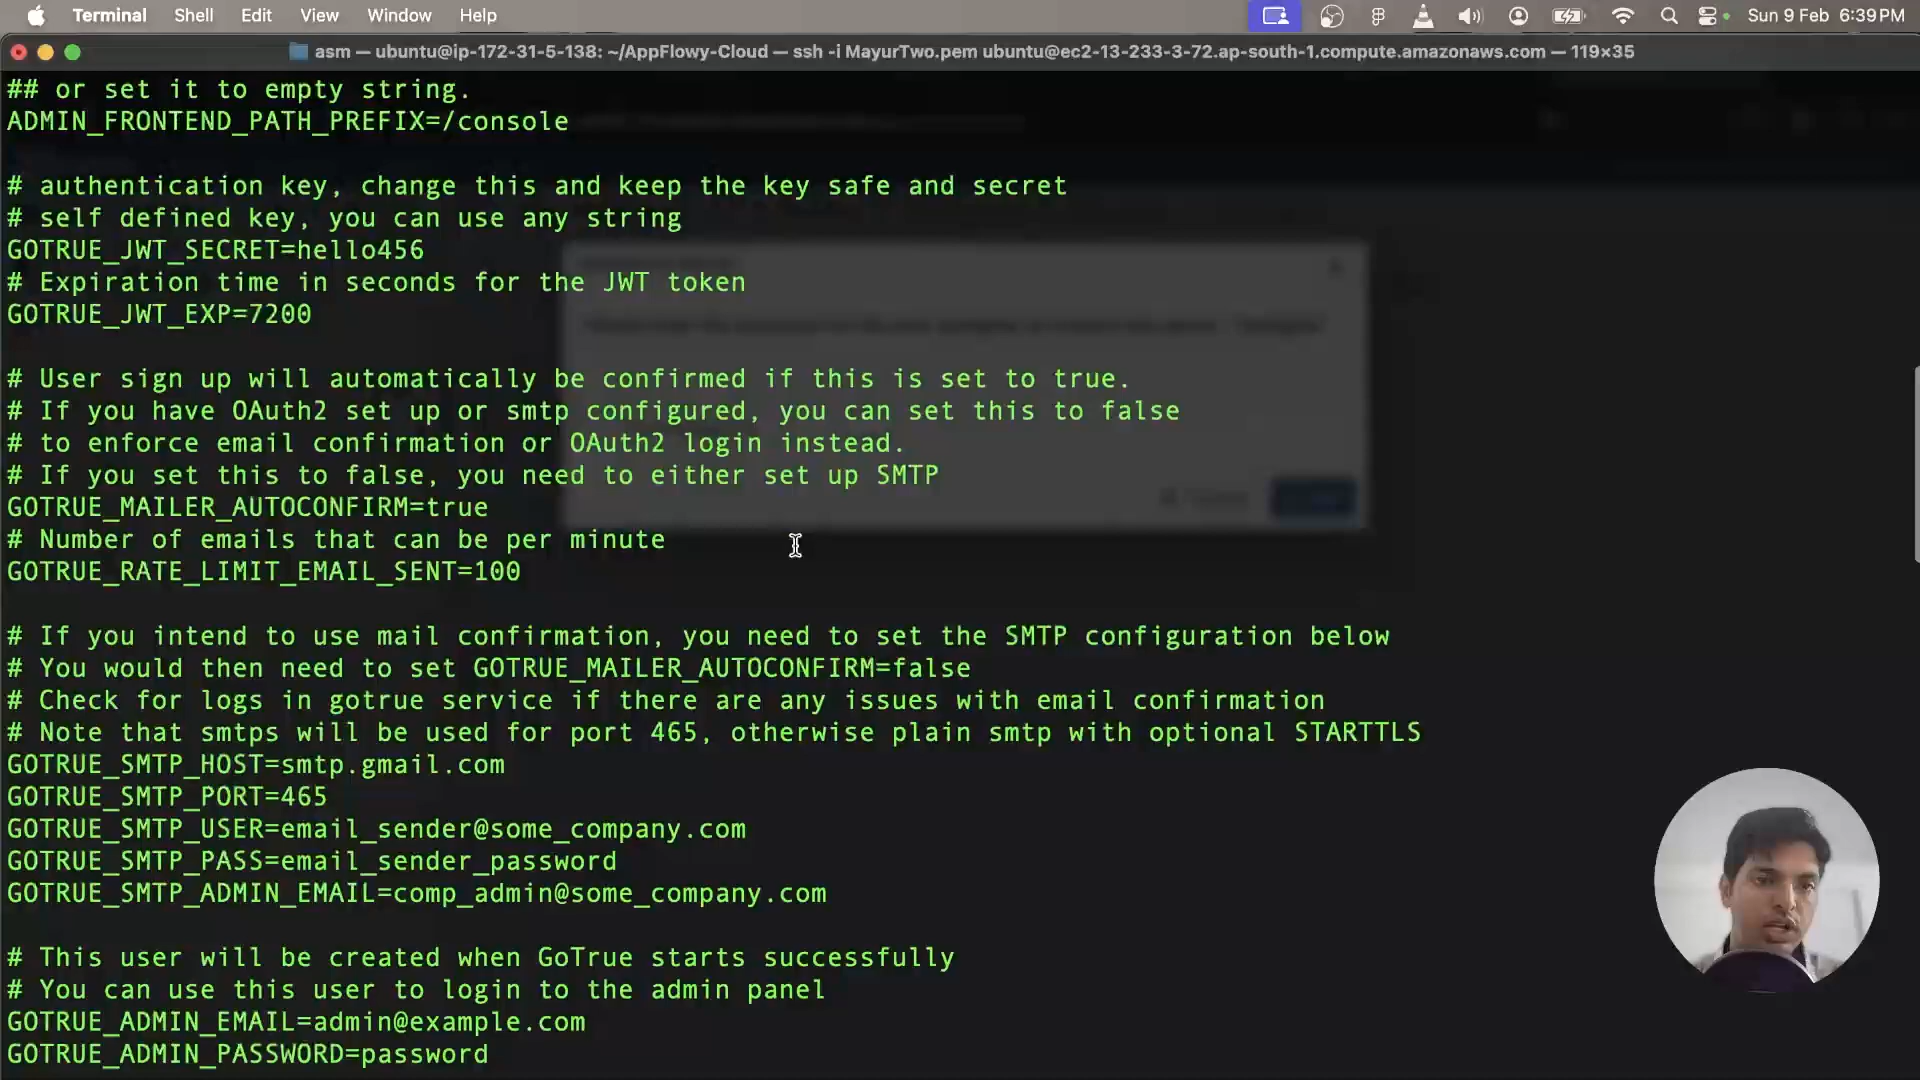 Terminal Shell Edit View Window Help Sun 9 Feb 6:39 PM
asm — ubuntu@ip-172-31-5-138: ~/AppFlowy-Cloud — ssh -i MayurTwo.pem ubuntu@ec2-13-233-3-72.ap-south-1.compute.amazonaws.com — 119×35
## or set it to empty string.
ADMIN_FRONTEND_PATH_PREFIX=/console
# authentication key, change this and keep the key safe and secret
# self defined key, you can use any string
GOTRUE_JWT_SECRET=hello456
# Expiration time in seconds for the JWT token
GOTRUE_JWT_EXP=7200
# User sign up will automatically be confirmed if this is set to true.
# If you have OAuth2 set up or smtp configured, you can set this to false
# to enforce email confirmation or OAuth2 login instead.
# If you set this to false, you need to either set up SMTP
GOTRUE_MAILER_AUTOCONFIRM=true
# Number of emails that can be per minute
GOTRUE_RATE_LIMIT_EMAIL_SENT=100
# If you intend to use mail confirmation, you need to set the SMTP configuration below
# You would then need to set GOTRUE_MAILER_AUTOCONFIRM=false
# Check for logs in gotrue service if there are any issues with email confirmation
# Note that smtps will be used for port 465, otherwise plain smtp with optional STARTTLS
GOTRUE_SMTP_HOST=smtp.gmail.com
GOTRUE_SMTP_PORT=465
GOTRUE_SMTP_USER=email_sender@some_company.com
GOTRUE_SMTP_PASS=email_sender_password
GOTRUE_SMTP_ADMIN_EMAIL=comp_admin@some_company.com
# This user will be created when GoTrue starts successfully
# You can use this user to login to the admin panel
GOTRUE_ADMIN_EMAIL=admin@example.com
GOTRUE_ADMIN_PASSWORD=password